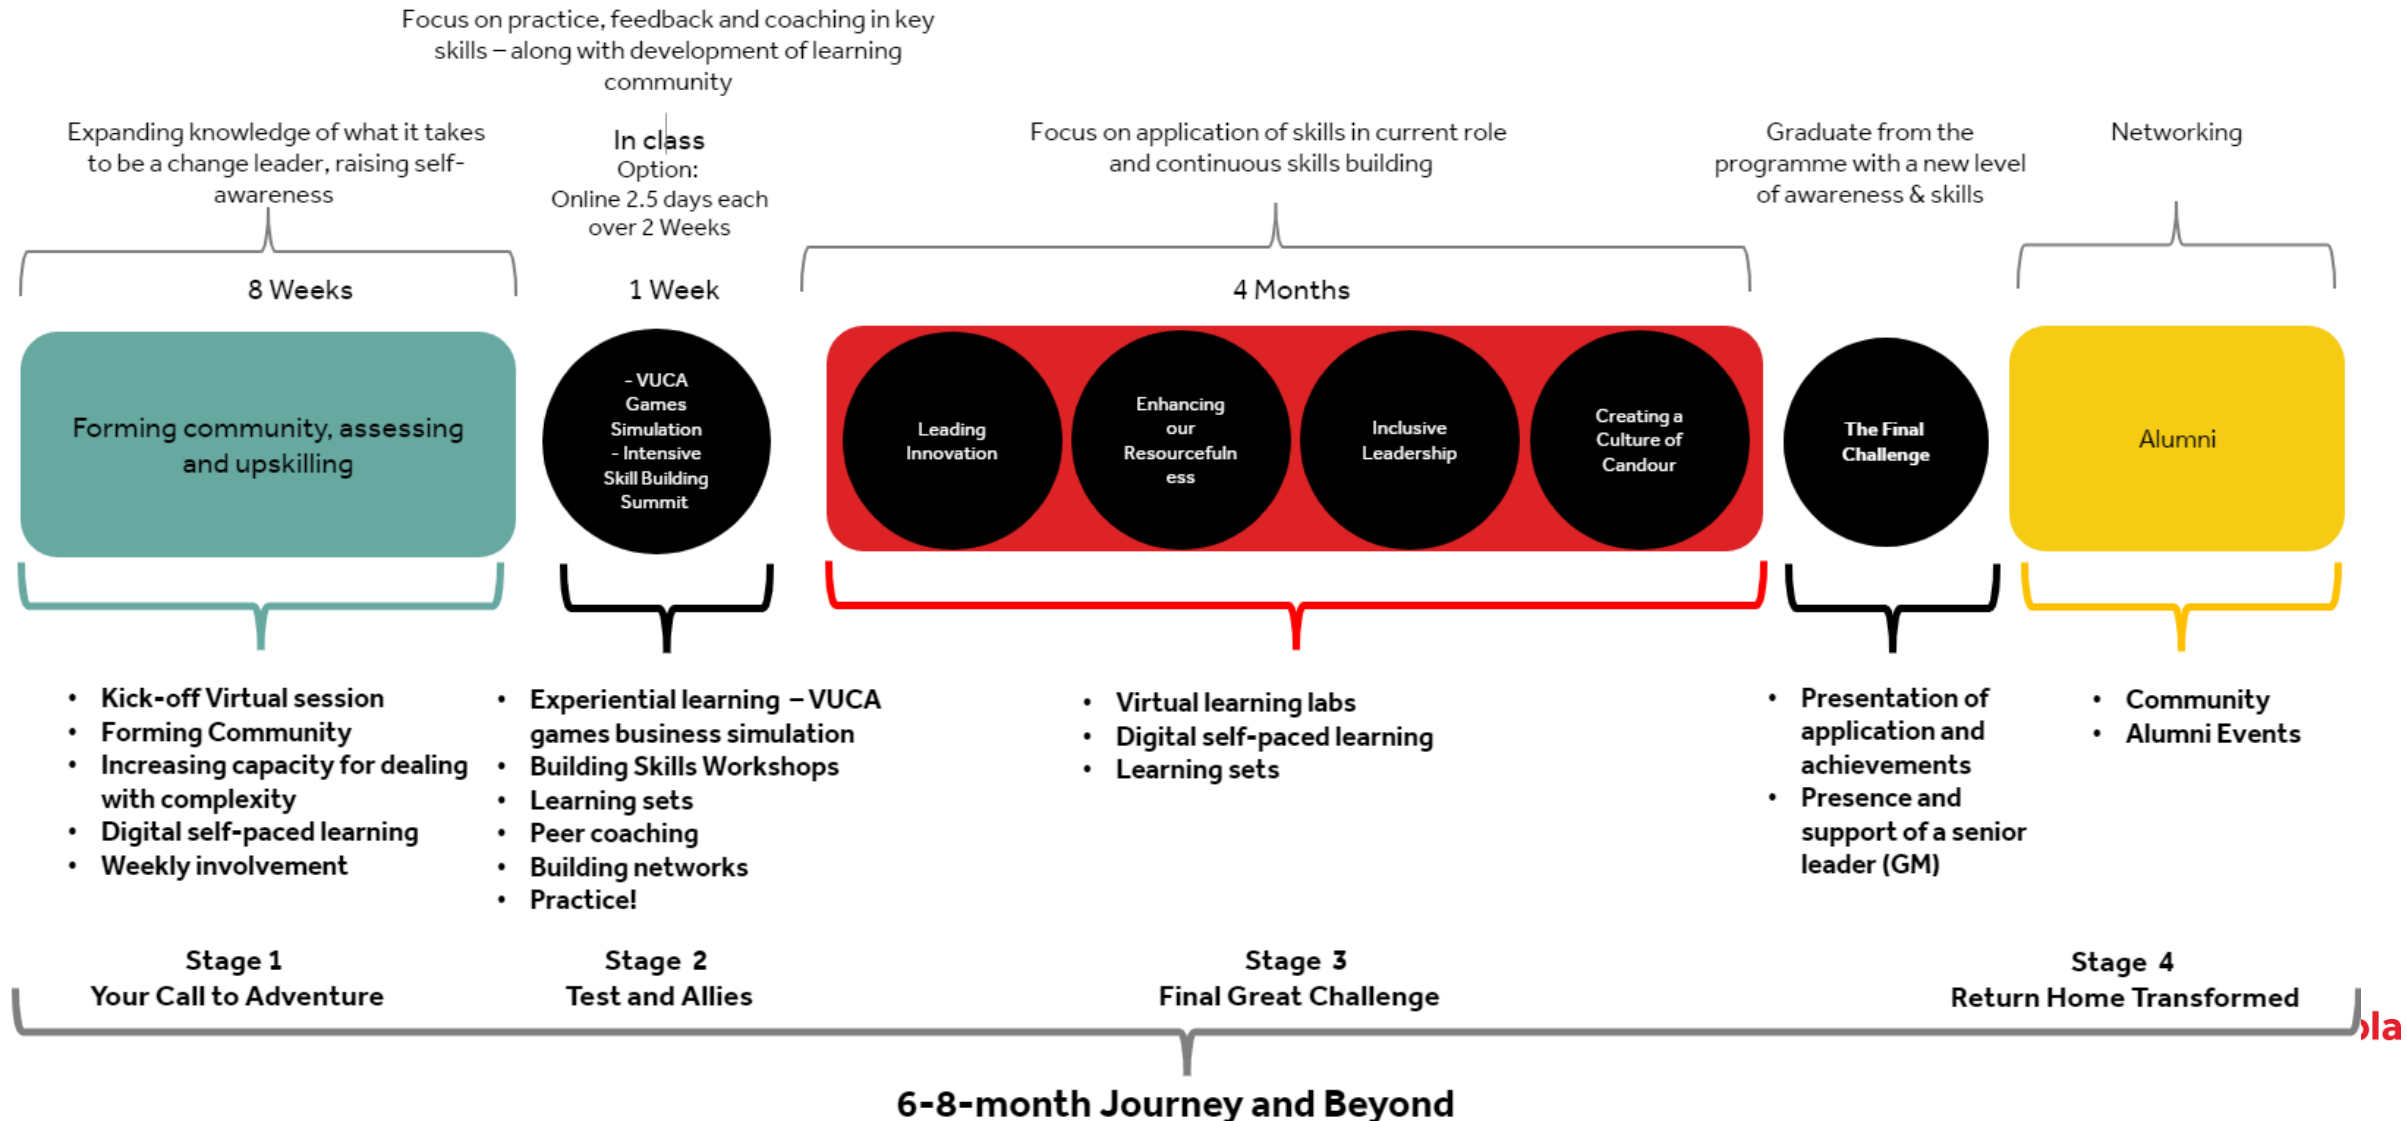 Focus on practice, feedback and coaching in key
skills – along with development of learning
community
Expanding knowledge of what it takes
to be a change leader, raising self-
awareness
In class
Option:
Online 2.5 days each
over 2 Weeks
Focus on application of skills in current role
and continuous skills building
Graduate from the
programme with a new level
of awareness & skills
Networking
8 Weeks
1 Week
4 Months
Forming community, assessing
and upskilling
- VUCA
Games
Simulation
- Intensive
Skill Building
Summit
Leading
Innovation
Enhancing
our
Resourcefuln
ess
Inclusive
Leadership
Creating a
Culture of
Candour
The Final
Challenge
Alumni
• Kick-off Virtual session
• Forming Community
• Increasing capacity for dealing
with complexity
• Digital self-paced learning
• Weekly involvement
• Experiential learning – VUCA
games business simulation
• Building Skills Workshops
• Learning sets
• Peer coaching
• Building networks
• Practice!
• Virtual learning labs
• Digital self-paced learning
• Learning sets
• Presentation of
application and
achievements
• Presence and
support of a senior
leader (GM)
• Community
• Alumni Events
Stage 1
Your Call to Adventure
Stage 2
Test and Allies
Stage 3
Final Great Challenge
Stage 4
Return Home Transformed
6-8-month Journey and Beyond